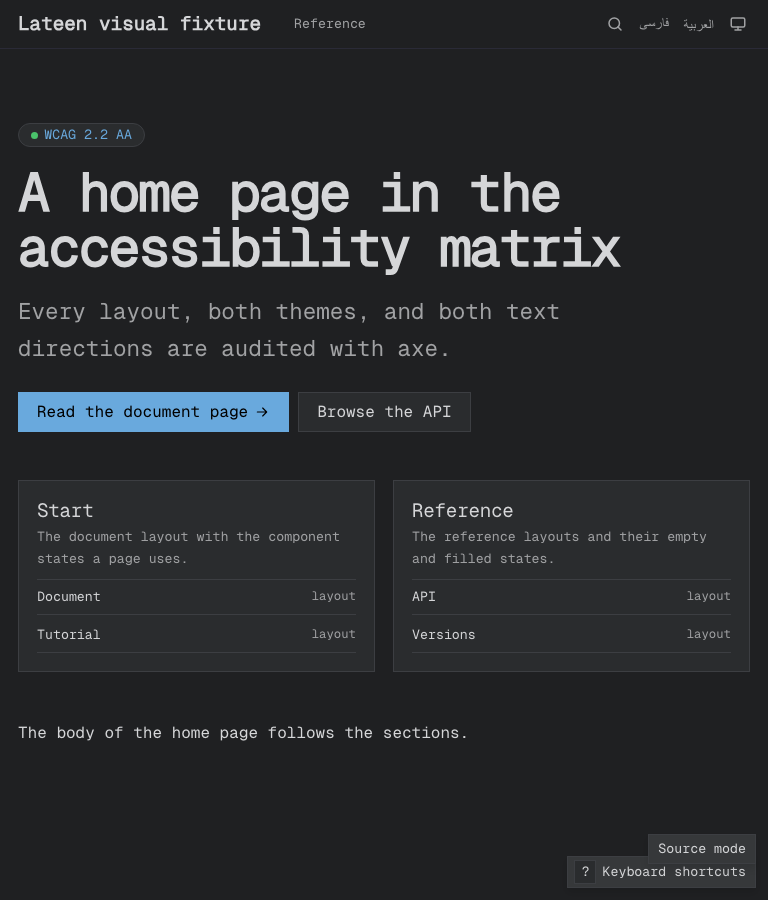 Lateen visual fixture Reference فارسی العربية
WCAG 2.2 AA
A home page in the
accessibility matrix
Every layout, both themes, and both text
directions are audited with axe.
Read the document page → Browse the API
Start
The document layout with the component
states a page uses.
Document layout
Tutorial layout
Reference
The reference layouts and their empty
and filled states.
API layout
Versions layout
The body of the home page follows the sections.
Source mode
? Keyboard shortcuts